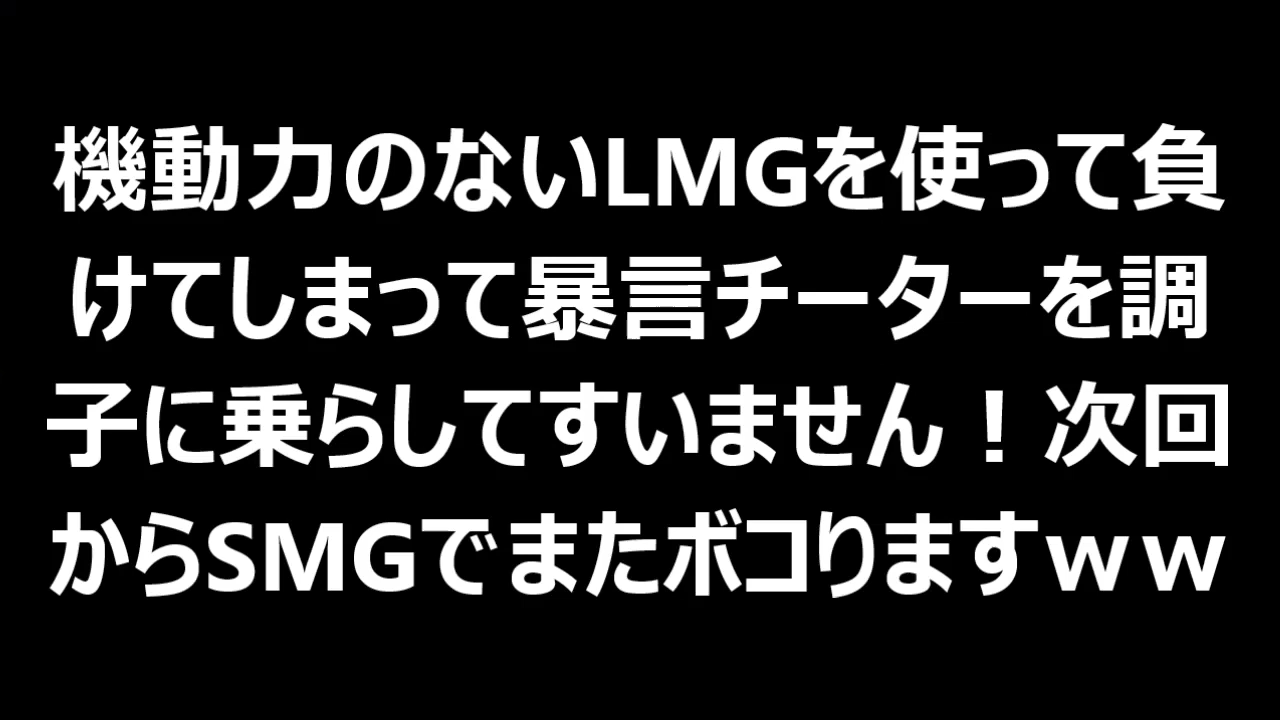 機動力のないLMGを使って負
けてしまって暴言チーターを調
子に乗らしてすいません！次回
からSMGでまたボコりますｗｗ